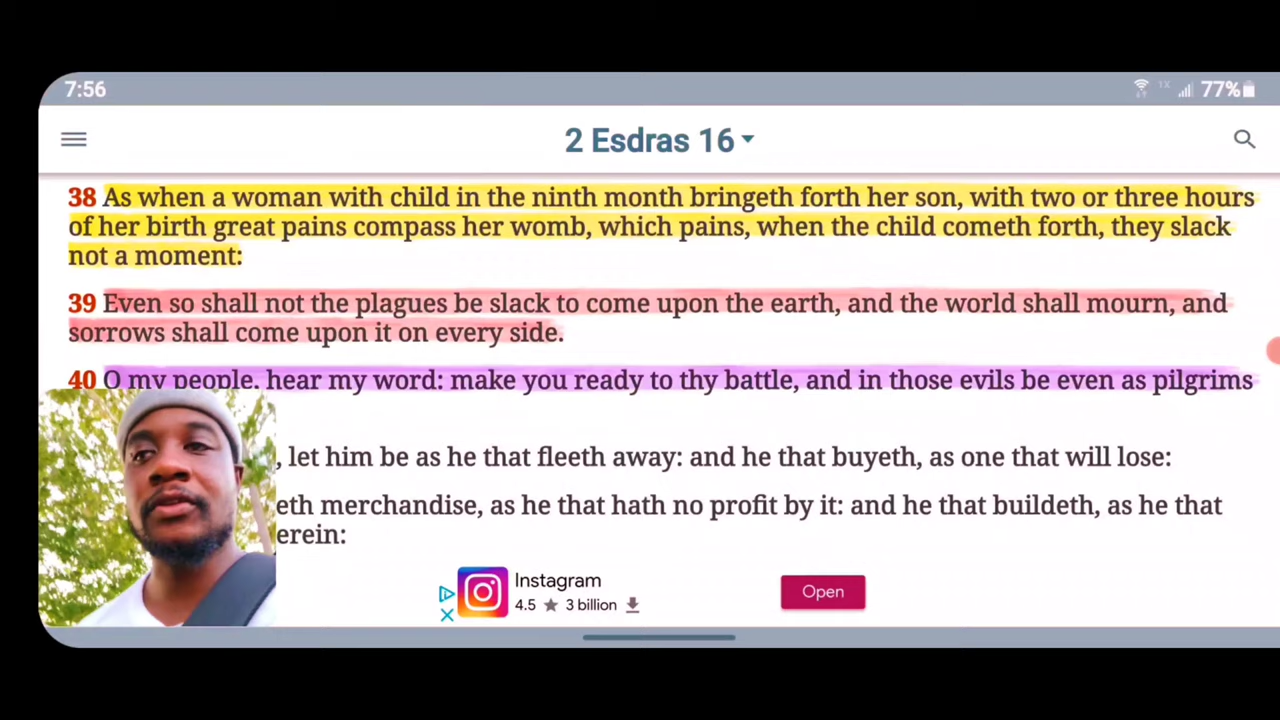 7:56
77%
2 Esdras 16
38 As when a woman with child in the ninth month bringeth forth her son, with two or three hours
of her birth great pains compass her womb, which pains, when the child cometh forth, they slack
not a moment:
39 Even so shall not the plagues be slack to come upon the earth, and the world shall mourn, and
sorrows shall come upon it on every side.
40 O my people, hear my word: make you ready to thy battle, and in those evils be even as pilgrims
, let him be as he that fleeth away: and he that buyeth, as one that will lose:
eth merchandise, as he that hath no profit by it: and he that buildeth, as he that
erein:
Instagram
4.5 ★ 3 billion
Open